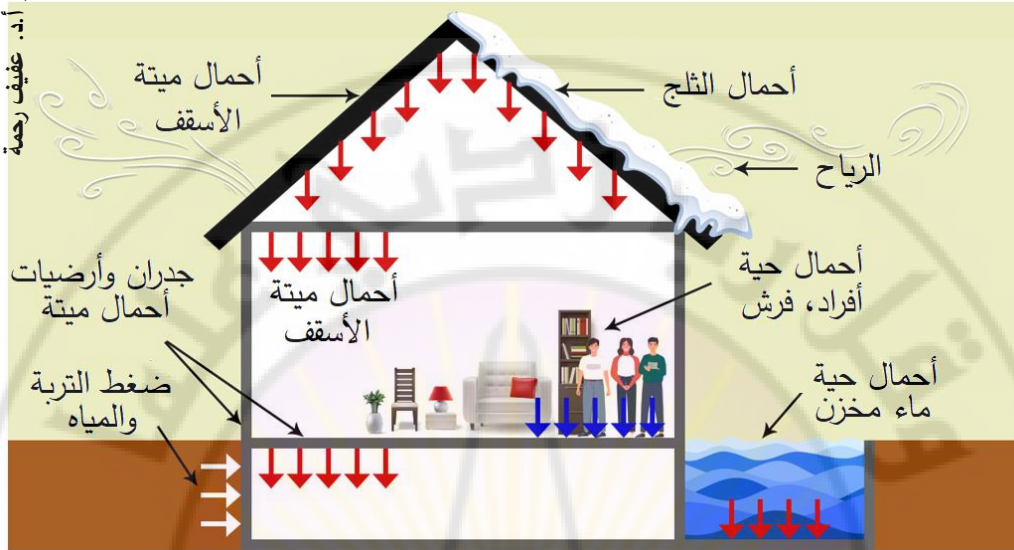 أ.د. عفيف رحمة
أحمال ميتة
الأسقف
أحمال الثلج
الرياح
جدران وأرضيات
أحمال ميتة
أحمال ميتة
الأسقف
أحمال حية
أفراد، فرش
ضغط التربة
والمياه
أحمال حية
ماء مخزن